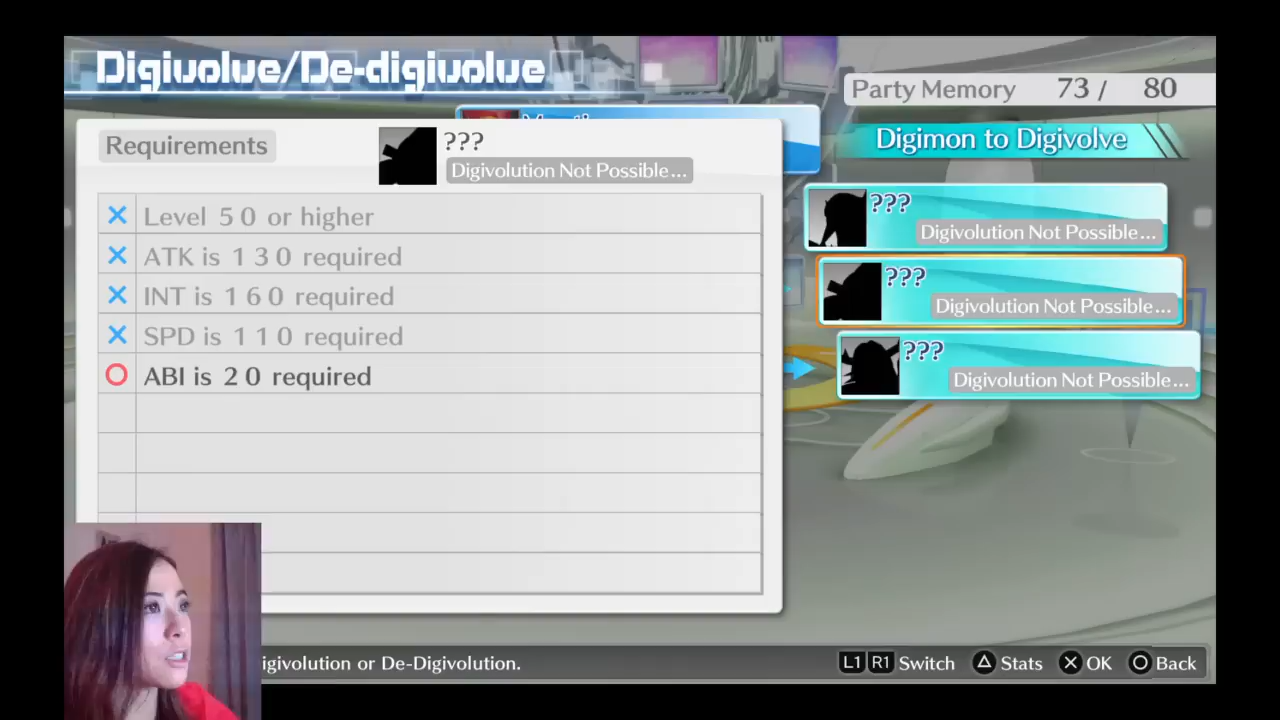 Digivolve/De-digivolve
Party Memory 73 / 80
Digimon to Digivolve
Requirements
???
Digivolution Not Possible...
Level 50 or higher
ATK is 130 required
INT is 160 required
SPD is 110 required
ABI is 20 required
???
Digivolution Not Possible...
???
Digivolution Not Possible...
???
Digivolution Not Possible...
igivolution or De-Digivolution.
L1 R1 Switch Stats OK Back